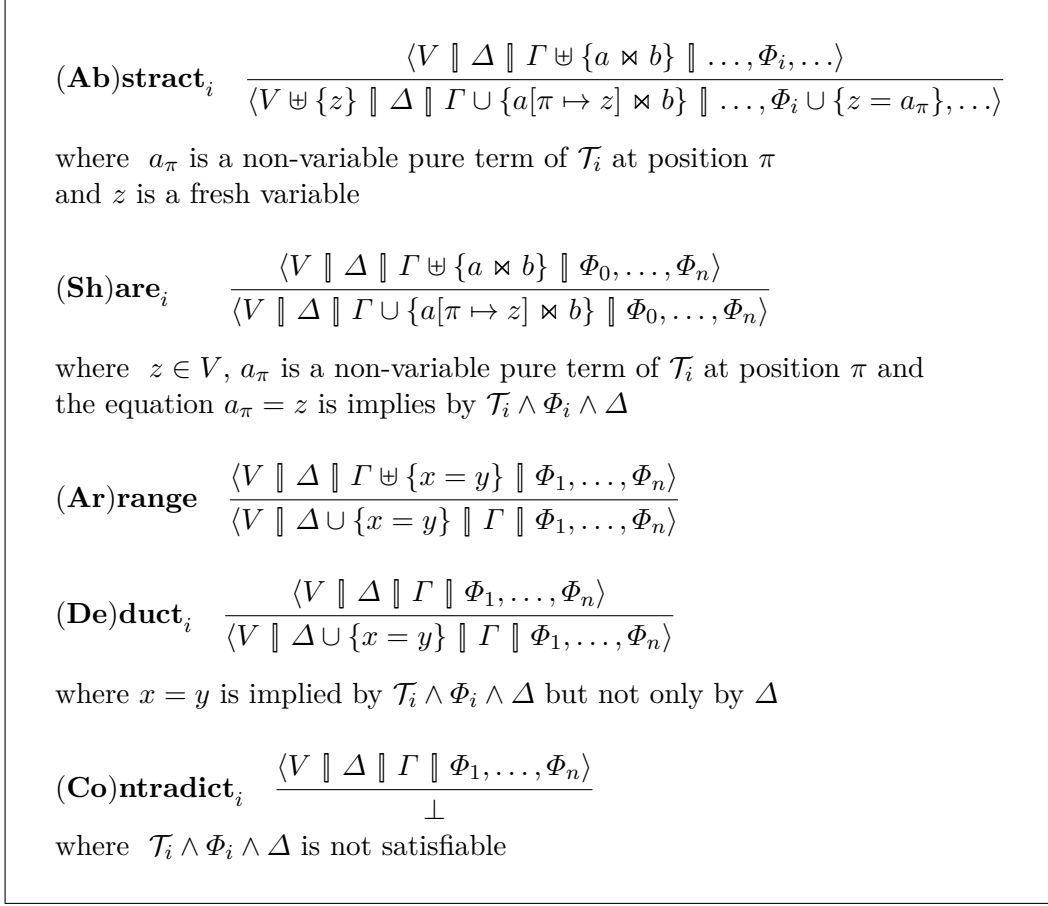 (Ab)stract_i ⟨V ⫿ Δ ⫿ Γ ⊎ {a ⋈ b} ⫿ …, Φ_i, …⟩
⟨V ⊎ {z} ⫿ Δ ⫿ Γ ∪ {a[π ↦ z] ⋈ b} ⫿ …, Φ_i ∪ {z = a_π}, …⟩
where a_π is a non-variable pure term of 𝒯_i at position π
and z is a fresh variable
(Sh)are_i ⟨V ⫿ Δ ⫿ Γ ⊎ {a ⋈ b} ⫿ Φ_0, …, Φ_n⟩
⟨V ⫿ Δ ⫿ Γ ∪ {a[π ↦ z] ⋈ b} ⫿ Φ_0, …, Φ_n⟩
where z ∈ V, a_π is a non-variable pure term of 𝒯_i at position π and
the equation a_π = z is implies by 𝒯_i ∧ Φ_i ∧ Δ
(Ar)range ⟨V ⫿ Δ ⫿ Γ ⊎ {x = y} ⫿ Φ_1, …, Φ_n⟩
⟨V ⫿ Δ ∪ {x = y} ⫿ Γ ⫿ Φ_1, …, Φ_n⟩
(De)duct_i ⟨V ⫿ Δ ⫿ Γ ⫿ Φ_1, …, Φ_n⟩
⟨V ⫿ Δ ∪ {x = y} ⫿ Γ ⫿ Φ_1, …, Φ_n⟩
where x = y is implied by 𝒯_i ∧ Φ_i ∧ Δ but not only by Δ
(Co)ntradict_i ⟨V ⫿ Δ ⫿ Γ ⫿ Φ_1, …, Φ_n⟩
⊥
where 𝒯_i ∧ Φ_i ∧ Δ is not satisfiable